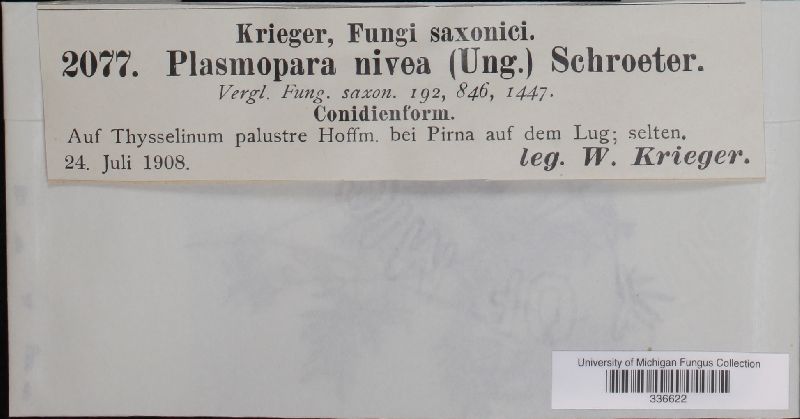 Krieger, Fungi saxonici.
2077. Plasmopara nivea (Ung.) Schroeter.
Vergl. Fung. saxon. 192, 846, 1447.
Conidienform.
Auf Thysselinum palustre Hoffm. bei Pirna auf dem Lug; selten.
24. Juli 1908. leg. W. Krieger.
University of Michigan Fungus Collection
336622